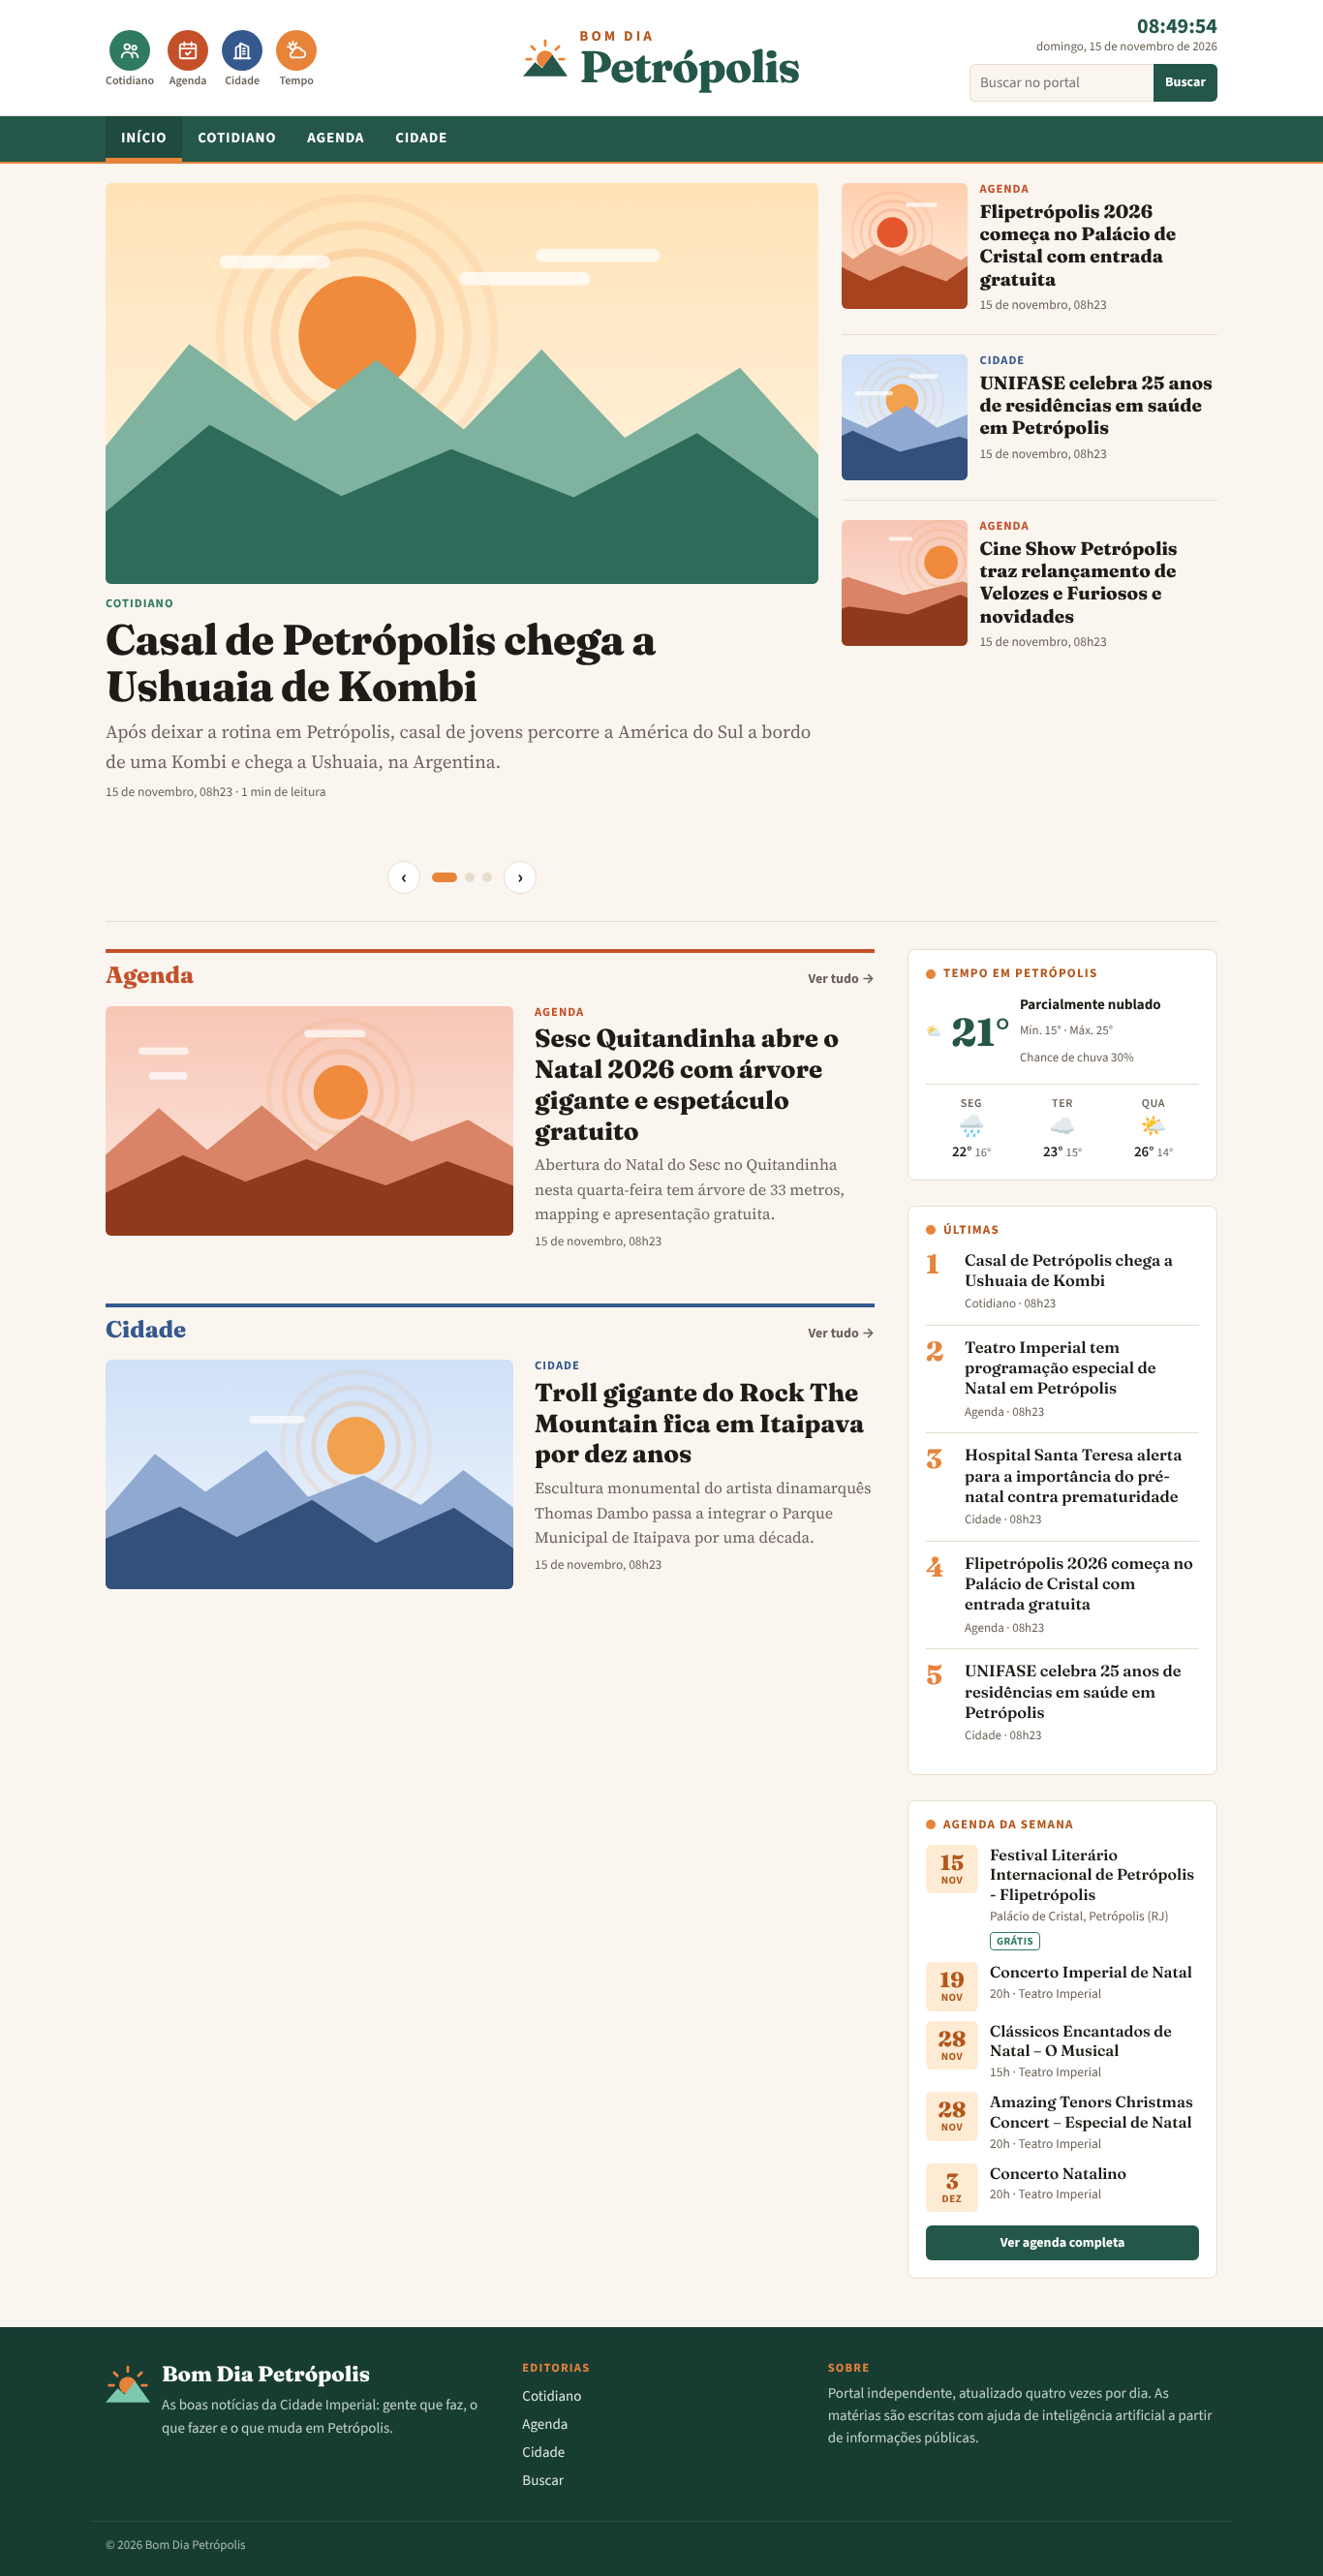 Cotidiano
Agenda
Cidade
Tempo
BOM DIA
Petrópolis
08:49:54
domingo, 15 de novembro de 2026
Buscar no portal
Buscar
INÍCIO
COTIDIANO
AGENDA
CIDADE
COTIDIANO
Casal de Petrópolis chega a
Ushuaia de Kombi
Após deixar a rotina em Petrópolis, casal de jovens percorre a América do Sul a bordo
de uma Kombi e chega a Ushuaia, na Argentina.
15 de novembro, 08h23 · 1 min de leitura
‹
›
AGENDA
Flipetrópolis 2026
começa no Palácio de
Cristal com entrada
gratuita
15 de novembro, 08h23
CIDADE
UNIFASE celebra 25 anos
de residências em saúde
em Petrópolis
15 de novembro, 08h23
AGENDA
Cine Show Petrópolis
traz relançamento de
Velozes e Furiosos e
novidades
15 de novembro, 08h23
Agenda
Ver tudo →
AGENDA
Sesc Quitandinha abre o
Natal 2026 com árvore
gigante e espetáculo
gratuito
Abertura do Natal do Sesc no Quitandinha
nesta quarta-feira tem árvore de 33 metros,
mapping e apresentação gratuita.
15 de novembro, 08h23
Cidade
Ver tudo →
CIDADE
Troll gigante do Rock The
Mountain fica em Itaipava
por dez anos
Escultura monumental do artista dinamarquês
Thomas Dambo passa a integrar o Parque
Municipal de Itaipava por uma década.
15 de novembro, 08h23
TEMPO EM PETRÓPOLIS
21°
Parcialmente nublado
Mín. 15° · Máx. 25°
Chance de chuva 30%
SEG
22° 16°
TER
23° 15°
QUA
26° 14°
ÚLTIMAS
1
Casal de Petrópolis chega a
Ushuaia de Kombi
Cotidiano · 08h23
2
Teatro Imperial tem
programação especial de
Natal em Petrópolis
Agenda · 08h23
3
Hospital Santa Teresa alerta
para a importância do pré-
natal contra prematuridade
Cidade · 08h23
4
Flipetrópolis 2026 começa no
Palácio de Cristal com
entrada gratuita
Agenda · 08h23
5
UNIFASE celebra 25 anos de
residências em saúde em
Petrópolis
Cidade · 08h23
AGENDA DA SEMANA
15
NOV
Festival Literário
Internacional de Petrópolis
- Flipetrópolis
Palácio de Cristal, Petrópolis (RJ)
GRÁTIS
19
NOV
Concerto Imperial de Natal
20h · Teatro Imperial
28
NOV
Clássicos Encantados de
Natal – O Musical
15h · Teatro Imperial
28
NOV
Amazing Tenors Christmas
Concert – Especial de Natal
20h · Teatro Imperial
3
DEZ
Concerto Natalino
20h · Teatro Imperial
Ver agenda completa
Bom Dia Petrópolis
As boas notícias da Cidade Imperial: gente que faz, o
que fazer e o que muda em Petrópolis.
EDITORIAS
Cotidiano
Agenda
Cidade
Buscar
SOBRE
Portal independente, atualizado quatro vezes por dia. As
matérias são escritas com ajuda de inteligência artificial a partir
de informações públicas.
© 2026 Bom Dia Petrópolis